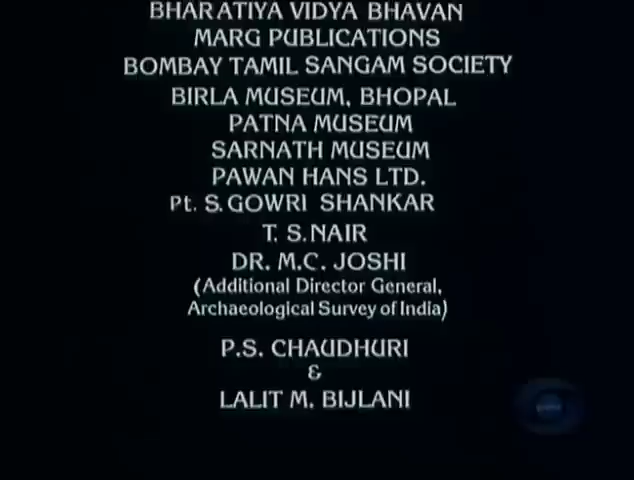 BHARATIYA VIDYA BHAVAN
MARG PUBLICATIONS
BOMBAY TAMIL SANGAM SOCIETY
BIRLA MUSEUM, BHOPAL
PATNA MUSEUM
SARNATH MUSEUM
PAWAN HANS LTD.
Pt. S. GOWRI SHANKAR
T. S. NAIR
DR. M.C. JOSHI
(Additional Director General,
Archaeological Survey of India)
P.S. CHAUDHURI
&
LALIT M. BIJLANI